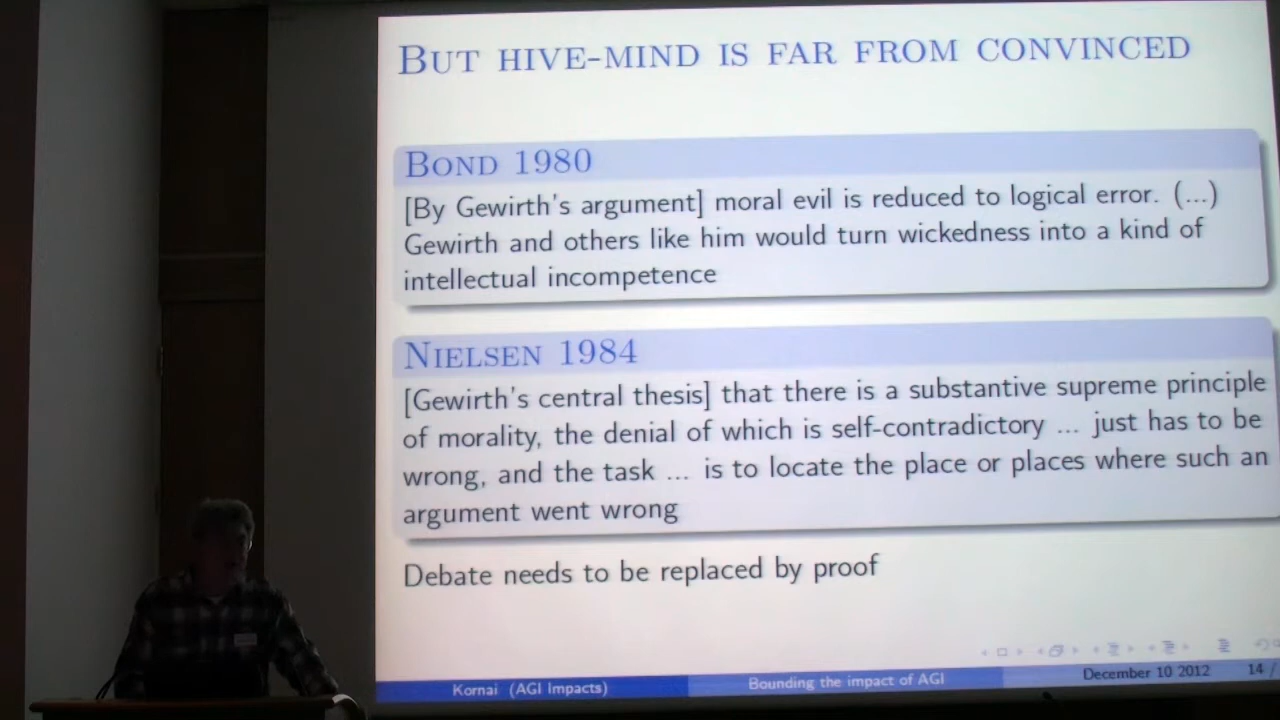 BUT HIVE-MIND IS FAR FROM CONVINCED
BOND 1980
[By Gewirth's argument] moral evil is reduced to logical error. (...)
Gewirth and others like him would turn wickedness into a kind of
intellectual incompetence
NIELSEN 1984
[Gewirth's central thesis] that there is a substantive supreme principle
of morality, the denial of which is self-contradictory ... just has to be
wrong, and the task ... is to locate the place or places where such an
argument went wrong
Debate needs to be replaced by proof
Kornai (AGI Impacts) Bounding the impact of AGI December 10 2012 14 /